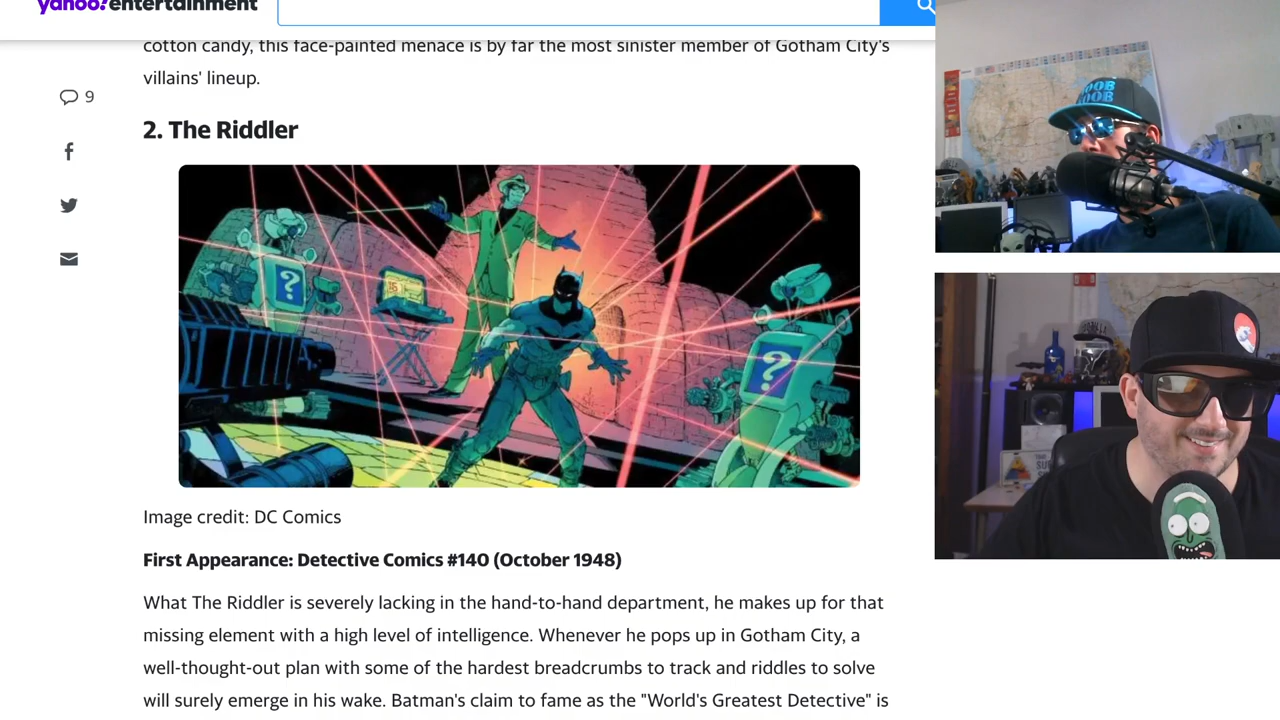 yahoo!entertainment
cotton candy, this face-painted menace is by far the most sinister member of Gotham City's
villains' lineup.
9
2. The Riddler
?
15
?
Image credit: DC Comics
First Appearance: Detective Comics #140 (October 1948)
What The Riddler is severely lacking in the hand-to-hand department, he makes up for that
missing element with a high level of intelligence. Whenever he pops up in Gotham City, a
well-thought-out plan with some of the hardest breadcrumbs to track and riddles to solve
will surely emerge in his wake. Batman's claim to fame as the "World's Greatest Detective" is